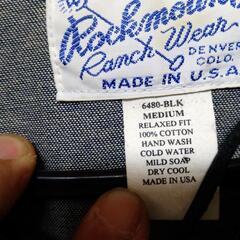 Rockmount
Ranch Wear
DENVER
COLO.
MADE IN U.S.A.
6480-BLK
MEDIUM
RELAXED FIT
100% COTTON
HAND WASH
COLD WATER
MILD SOAP
DRY COOL
MADE IN USA